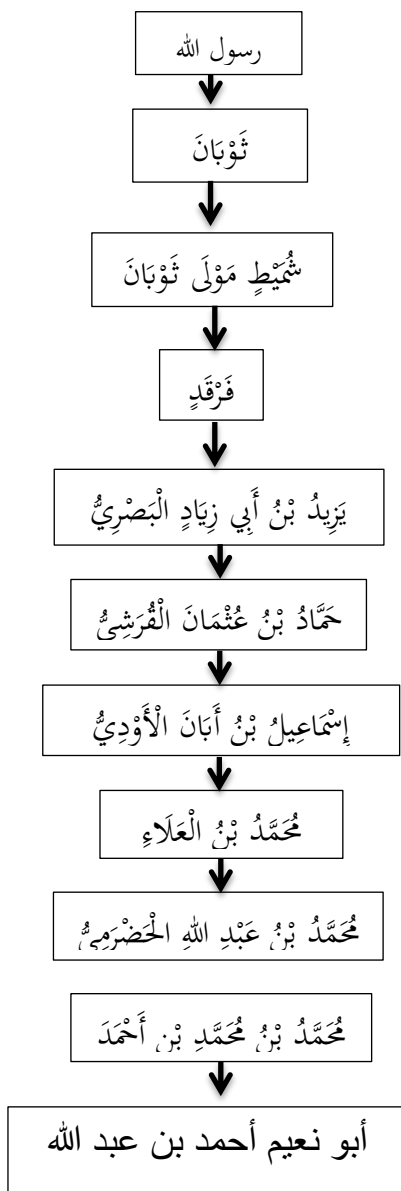 رسول الله
ثَوْبَانَ
شُمَيْطٍ مَوْلَى ثَوْبَانَ
فَرْقَدٍ
يَزِيدُ بْنُ أَبِي زِيَادٍ الْبَصْرِيُّ
حَمَّادُ بْنُ عُثْمَانَ الْقُرَشِيُّ
إِسْمَاعِيلُ بْنُ أَبَانَ الْأَوْدِيُّ
مُحَمَّدُ بْنُ الْعَلَاءِ
مُحَمَّدُ بْنُ عَبْدِ اللهِ الْحَضْرَمِيُّ
مُحَمَّدُ بْنُ مُحَمَّدِ بْنِ أَحْمَدَ
أبو نعيم أحمد بن عبد الله